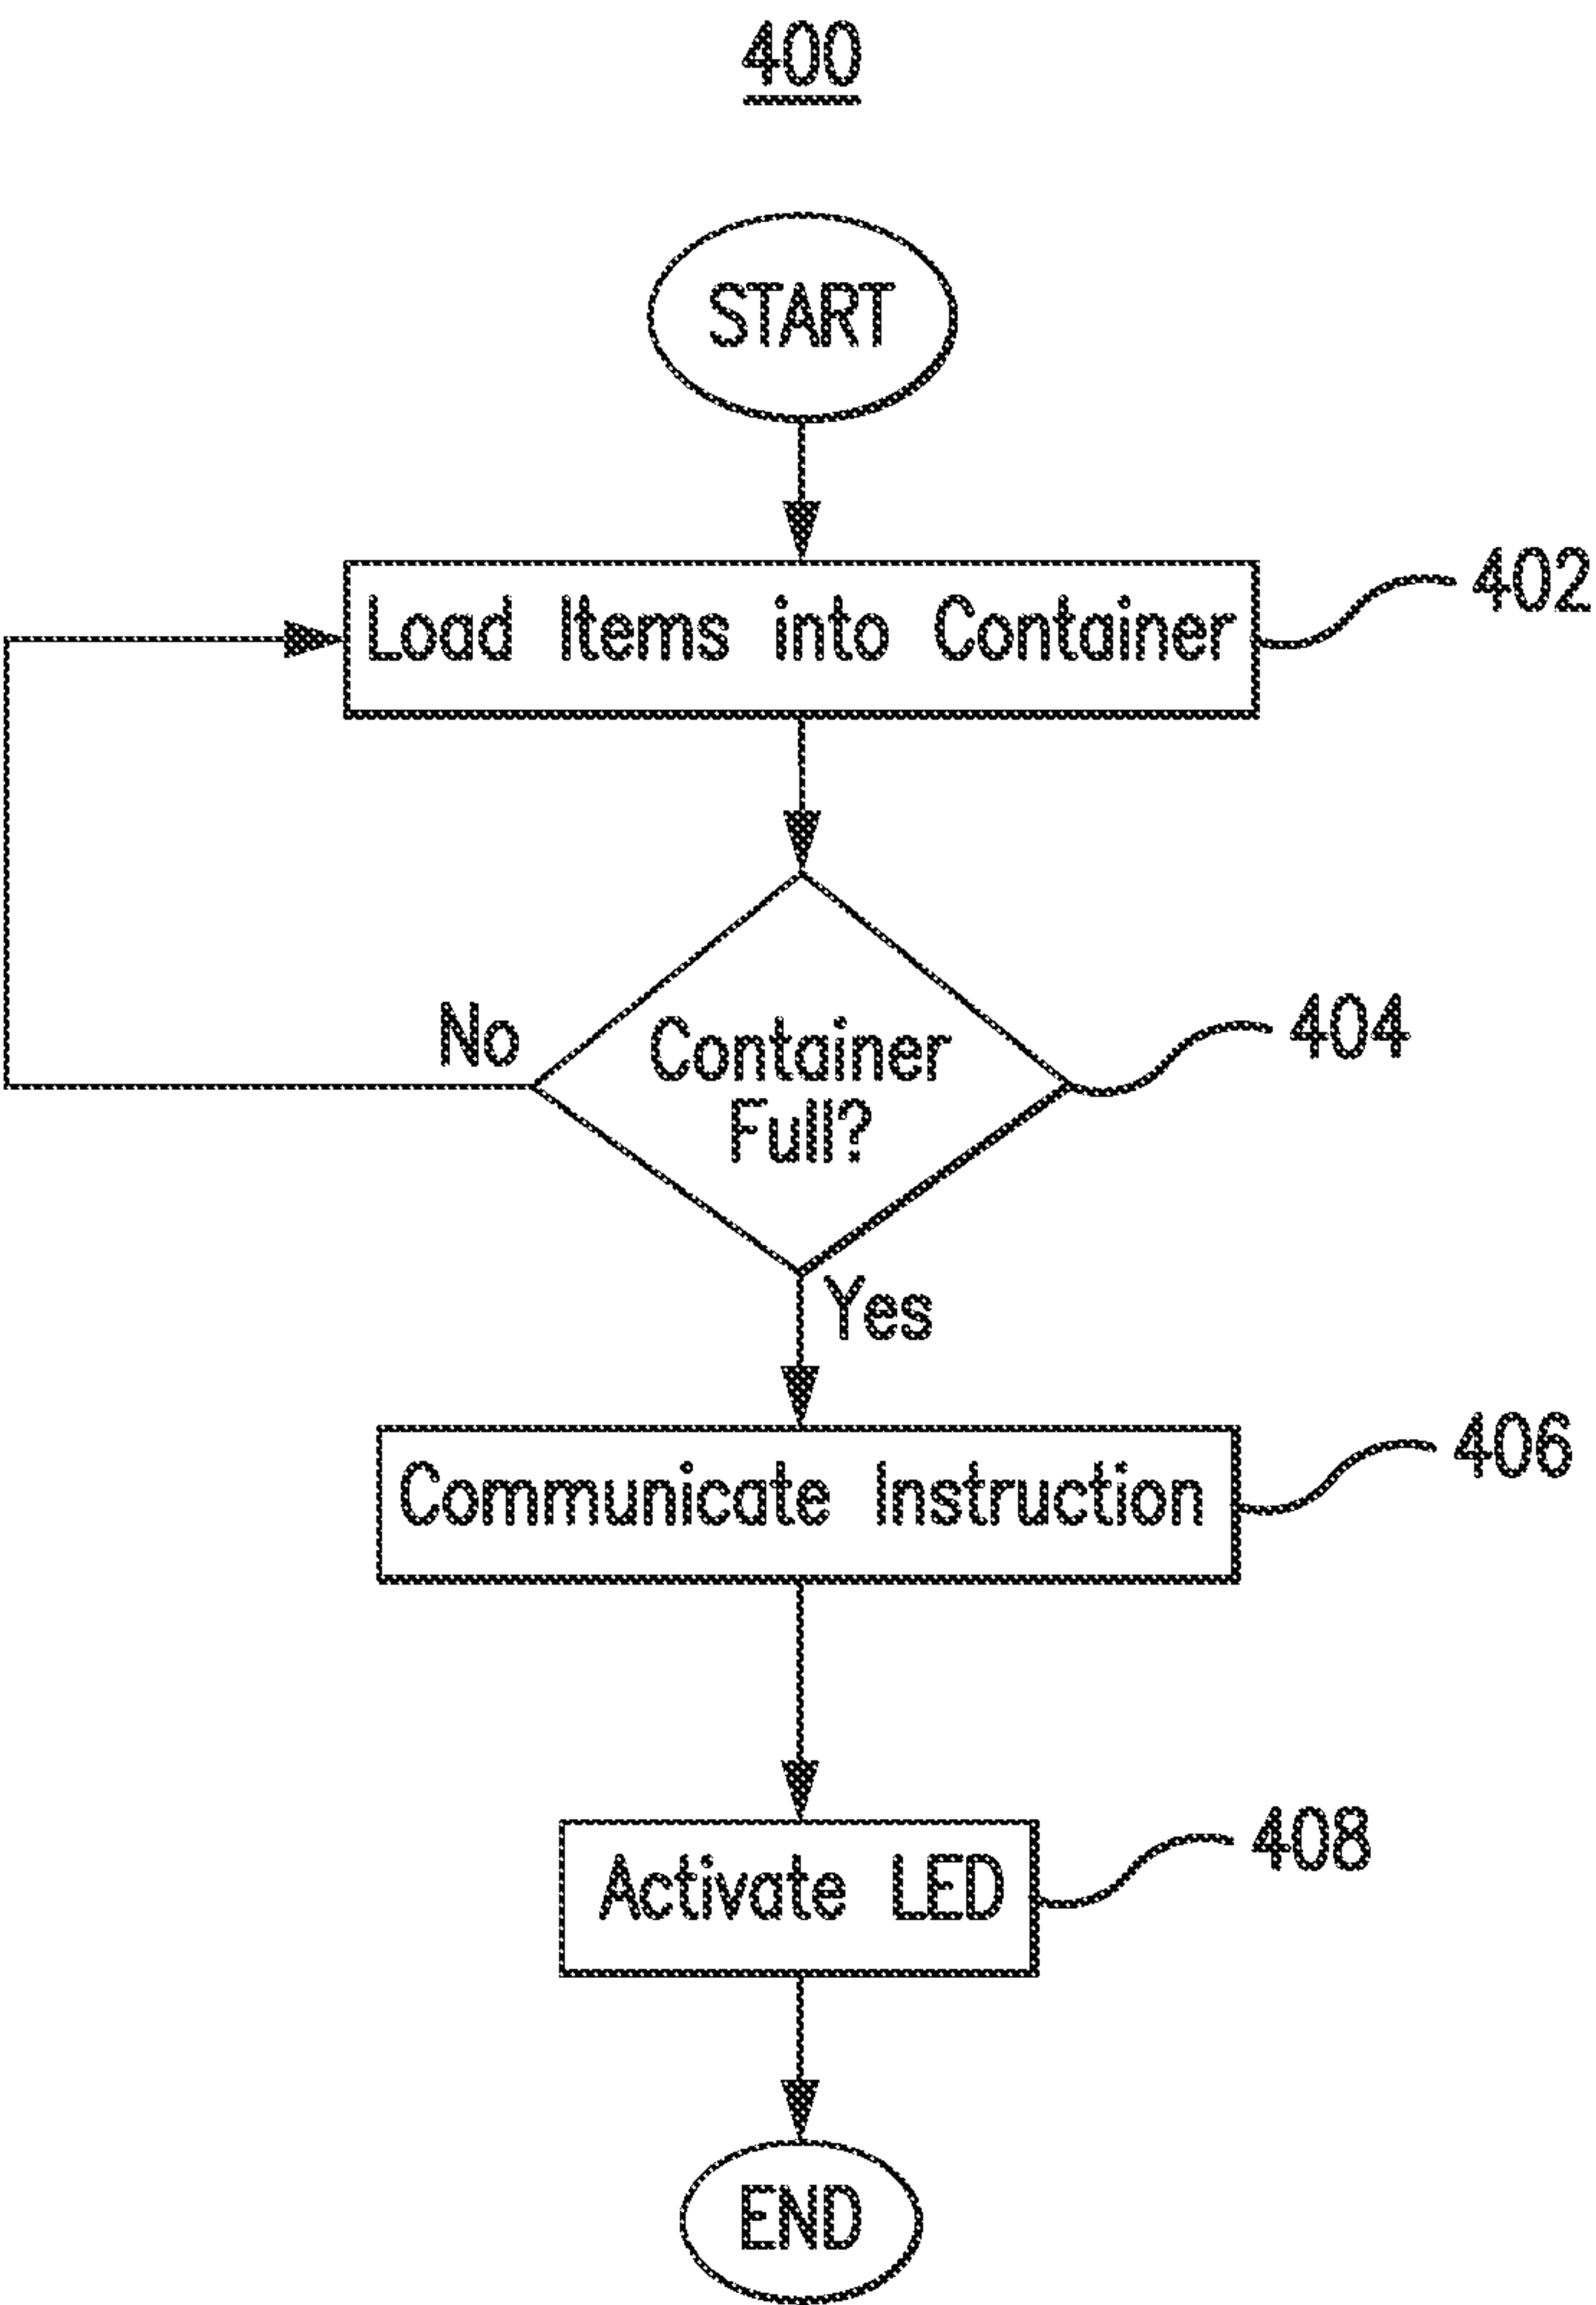 400
START
Load Items into Container
402
No
Container
Full?
404
Yes
Communicate Instruction
406
Activate LED
408
END